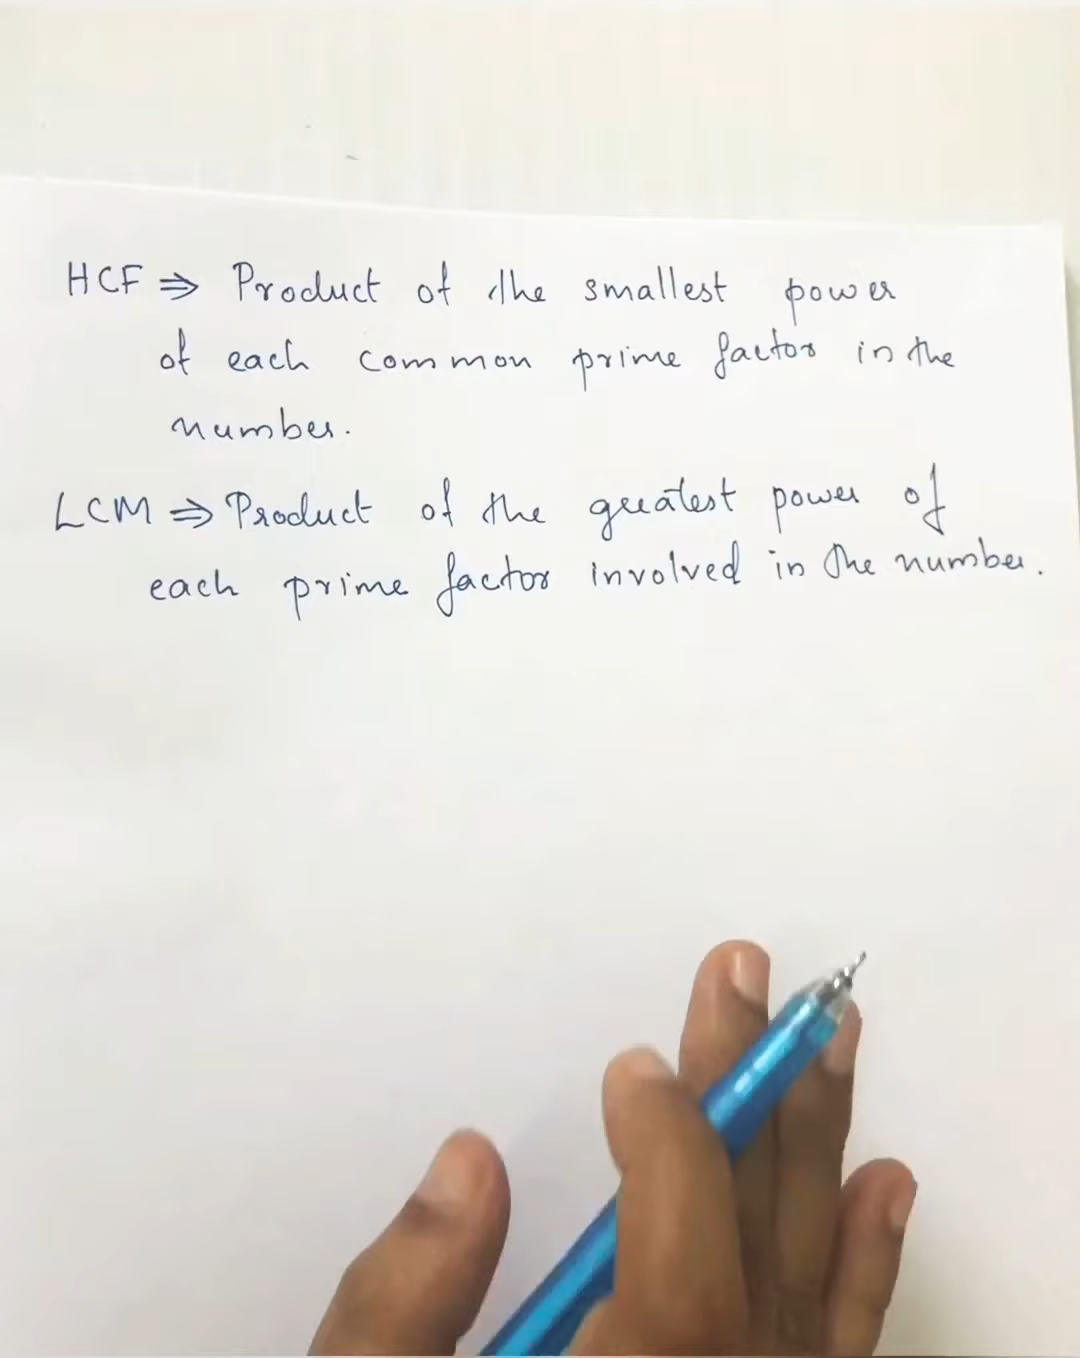 HCF ⇒ Product of the smallest power
of each common prime factor in the
number.
LCM ⇒ Product of the greatest power of
each prime factor involved in the number.